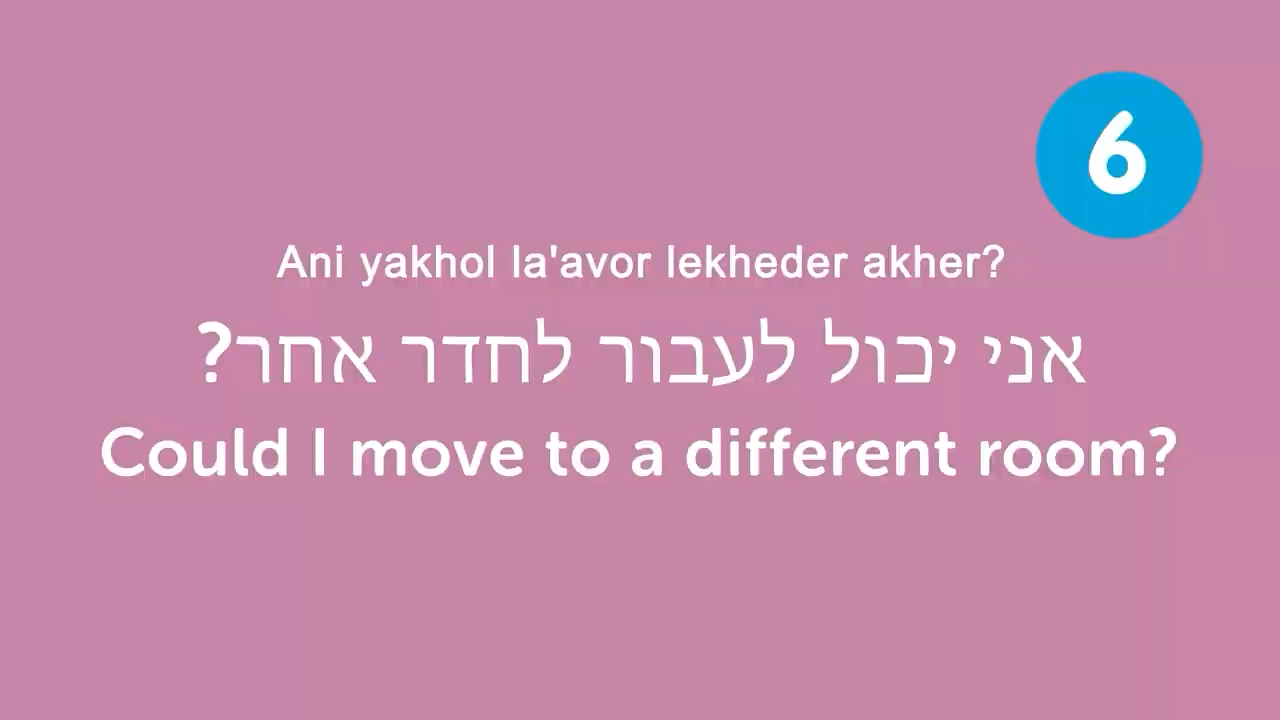 6
Ani yakhol la'avor lekheder akher?
אני יכול לעבור לחדר אחר?
Could I move to a different room?